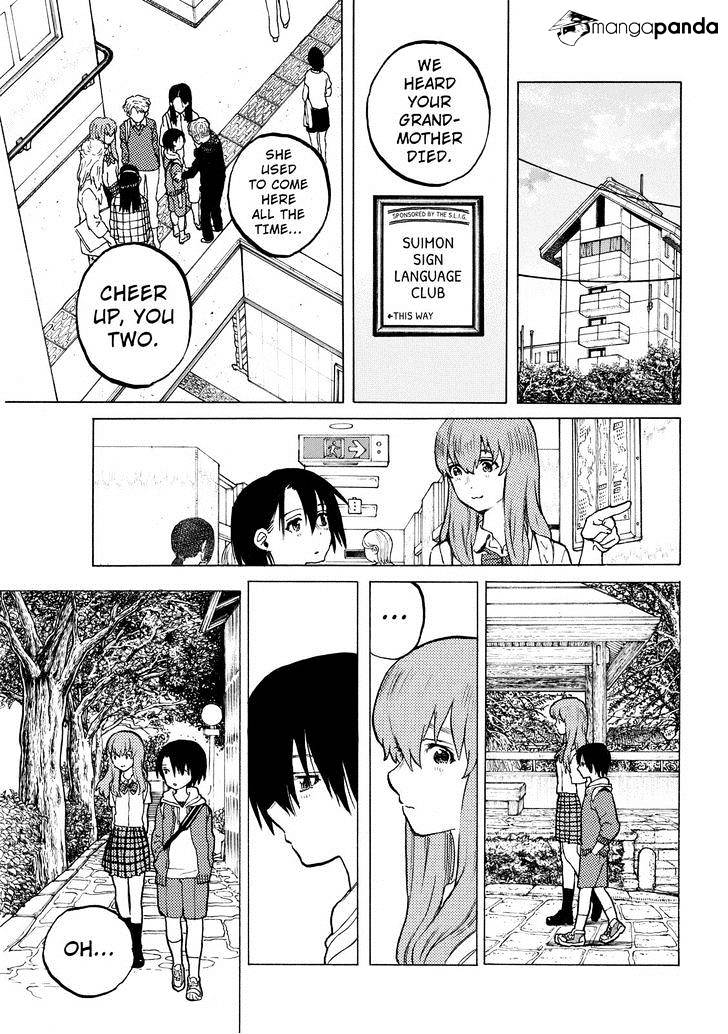 mangapanda
WE
HEARD
YOUR
GRAND-
MOTHER
DIED.
SPONSORED BY THE S.L.I.G.
SUIMON
SIGN
LANGUAGE
CLUB
←THIS WAY
SHE
USED
TO COME
HERE
ALL THE
TIME...
CHEER
UP, YOU
TWO.
...
OH...